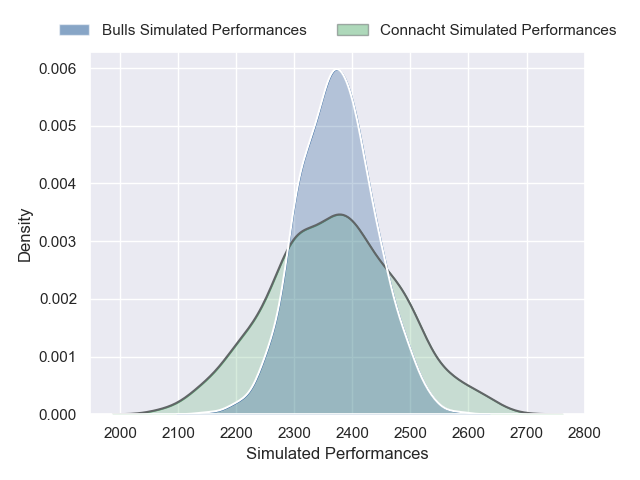 Bulls Simulated Performances
Connacht Simulated Performances
0.006
0.005
0.004
0.003
0.002
0.001
0.000
Density
2000 2100 2200 2300 2400 2500 2600 2700 2800
Simulated Performances